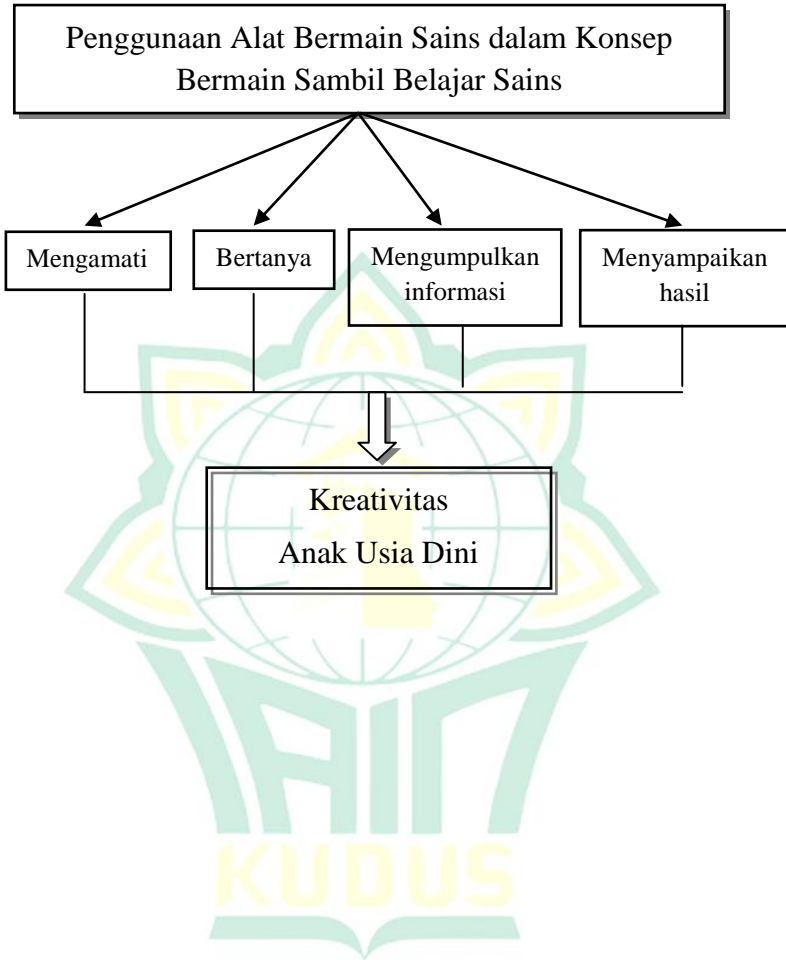 Penggunaan Alat Bermain Sains dalam Konsep
Bermain Sambil Belajar Sains
Mengamati
Bertanya
Mengumpulkan
informasi
Menyampaikan
hasil
Kreativitas
Anak Usia Dini
IAIN
KUDUS